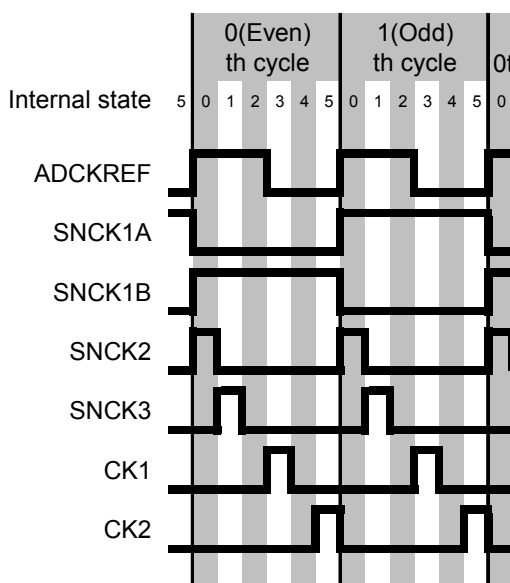 0(Even)
th cycle
1(Odd)
th cycle
Internal state 5 0 1 2 3 4 5 0 1 2 3 4 5 0
ADCKREF
SNCK1A
SNCK1B
SNCK2
SNCK3
CK1
CK2